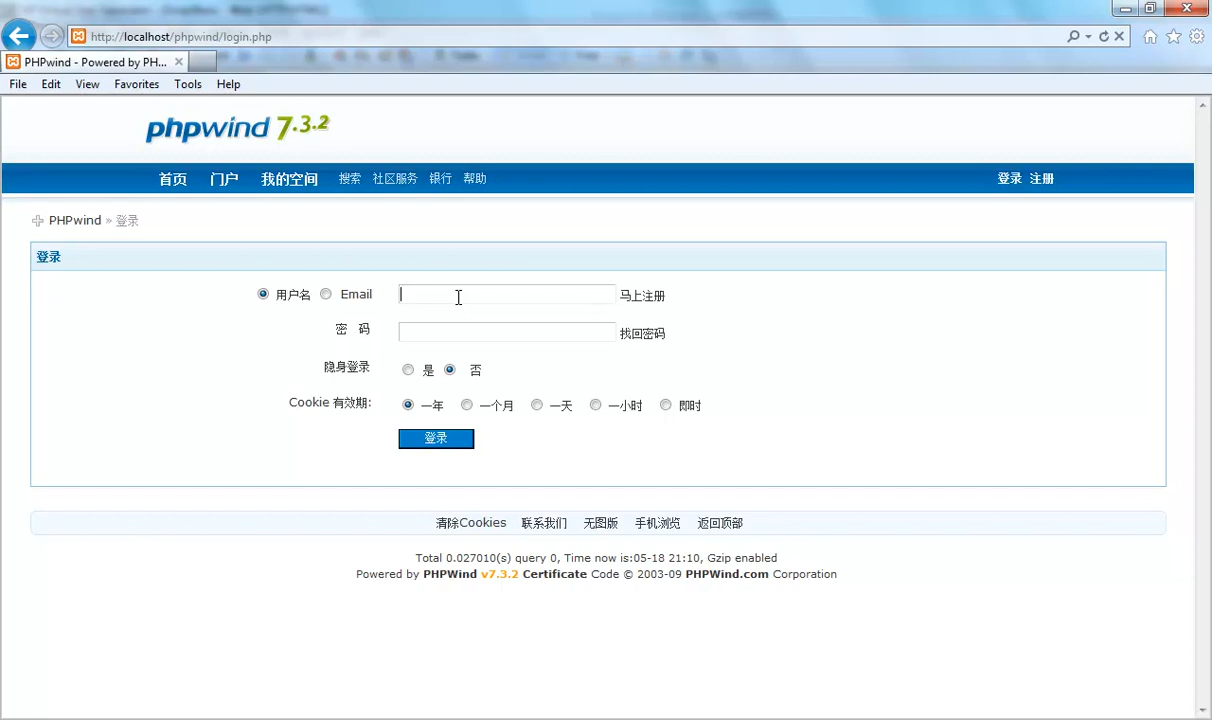 http://localhost/phpwind/login.php
PHPwind - Powered by PH...
File Edit View Favorites Tools Help
phpwind 7.3.2
首页 门户 我的空间 搜索 社区服务 银行 帮助 登录 注册
PHPwind » 登录
登录
用户名 Email 马上注册
密 码 找回密码
隐身登录 是 否
Cookie 有效期: 一年 一个月 一天 一小时 即时
登录
清除Cookies 联系我们 无图版 手机浏览 返回顶部
Total 0.027010(s) query 0, Time now is:05-18 21:10, Gzip enabled
Powered by PHPWind v7.3.2 Certificate Code © 2003-09 PHPWind.com Corporation